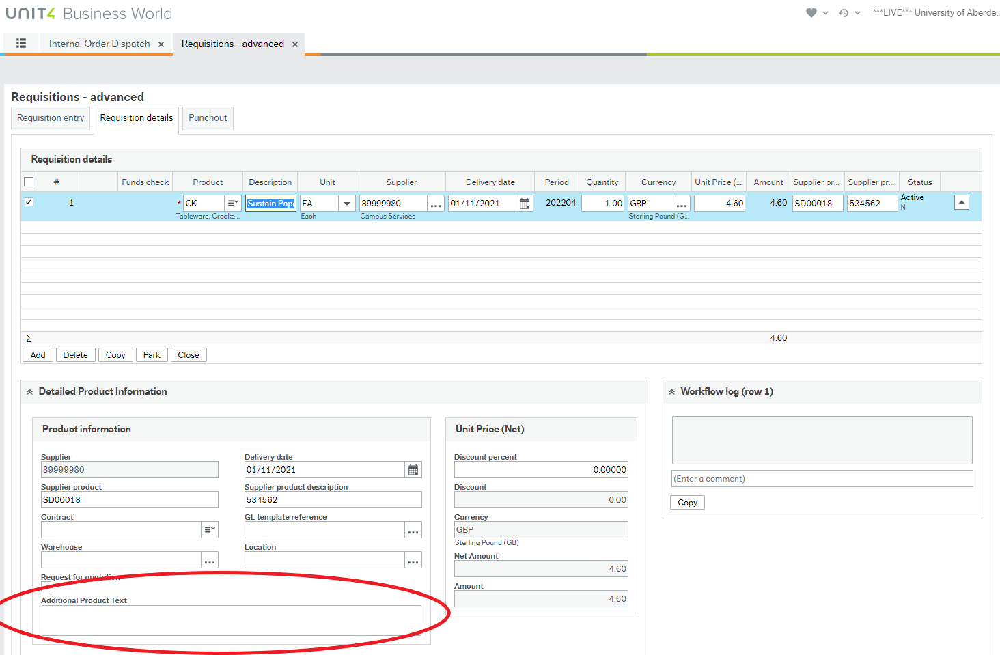 UNIT4 Business World
***LIVE*** University of Aberde...
Internal Order Dispatch ×
Requisitions - advanced ×
Requisitions - advanced
Requisition entry
Requisition details
Punchout
Requisition details
# Funds check Product Description Unit Supplier Delivery date Period Quantity Currency Unit Price (... Amount Supplier pr... Supplier pr... Status
1 * CK Sustain Pape EA 89999980 ... 01/11/2021 202204 1.00 GBP ... 4.60 4.60 SD00018 534562 Active
Tableware, Crocke... Each Campus Services Sterling Pound (G... N
Σ 4.60
Add Delete Copy Park Close
Detailed Product Information
Product information
Supplier
89999980
Delivery date
01/11/2021
Supplier product
SD00018
Supplier product description
534562
Contract
GL template reference
...
Warehouse
...
Location
...
Request for quotation
Additional Product Text
Unit Price (Net)
Discount percent
0.00000
Discount
0.00
Currency
GBP
Sterling Pound (GB)
Net Amount
4.60
Amount
4.60
Workflow log (row 1)
(Enter a comment)
Copy